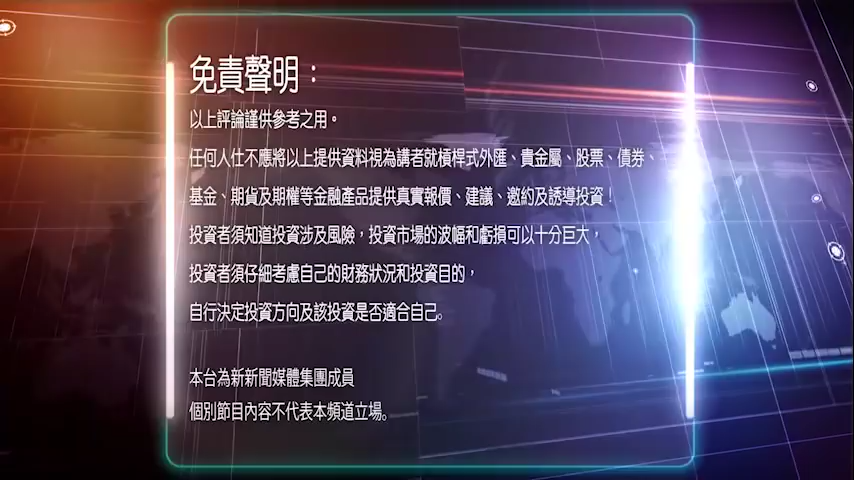 免責聲明：
以上評論謹供參考之用。
任何人仕不應將以上提供資料視為講者就槓桿式外匯、貴金屬、股票、債券、
基金、期貨及期權等金融產品提供真實報價、建議、邀約及誘導投資！
投資者須知道投資涉及風險，投資市場的波幅和虧損可以十分巨大，
投資者須仔細考慮自己的財務狀況和投資目的，
自行決定投資方向及該投資是否適合自己。
本台為新新聞媒體集團成員
個別節目內容不代表本頻道立場。